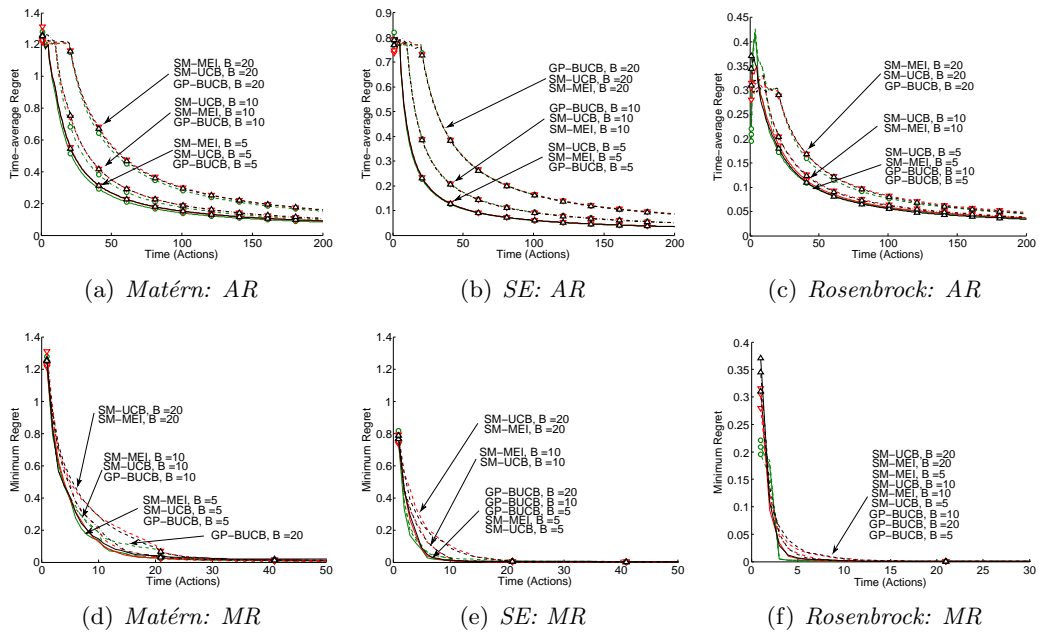 1.4
1.2
1
0.8
0.6
0.4
0.2
0
0
50
100
150
200
Time−average Regret
Time (Actions)
SM−MEI, B =20
SM−UCB, B =20
GP−BUCB, B =20
SM−UCB, B =10
SM−MEI, B =10
GP−BUCB, B =10
SM−MEI, B =5
SM−UCB, B =5
GP−BUCB, B =5
(a) Matérn: AR
0.9
0.8
0.7
0.6
0.5
0.4
0.3
0.2
0.1
0
0
50
100
150
200
Time−average Regret
Time (Actions)
GP−BUCB, B =20
SM−UCB, B =20
SM−MEI, B =20
GP−BUCB, B =10
SM−UCB, B =10
SM−MEI, B =10
SM−UCB, B =5
SM−MEI, B =5
GP−BUCB, B =5
(b) SE: AR
0.45
0.4
0.35
0.3
0.25
0.2
0.15
0.1
0.05
0
0
50
100
150
200
Time−average Regret
Time (Actions)
SM−MEI, B =20
SM−UCB, B =20
GP−BUCB, B =20
SM−UCB, B =10
SM−MEI, B =10
SM−UCB, B =5
SM−MEI, B =5
GP−BUCB, B =10
GP−BUCB, B =5
(c) Rosenbrock: AR
1.4
1.2
1
0.8
0.6
0.4
0.2
0
0
10
20
30
40
50
Minimum Regret
Time (Actions)
SM−UCB, B =20
SM−MEI, B =20
SM−MEI, B =10
SM−UCB, B =10
GP−BUCB, B =10
SM−MEI, B =5
SM−UCB, B =5
GP−BUCB, B =5
GP−BUCB, B =20
(d) Matérn: MR
1.4
1.2
1
0.8
0.6
0.4
0.2
0
0
10
20
30
40
50
Minimum Regret
Time (Actions)
SM−UCB, B =20
SM−MEI, B =20
SM−MEI, B =10
SM−UCB, B =10
GP−BUCB, B =20
GP−BUCB, B =10
GP−BUCB, B =5
SM−MEI, B =5
SM−UCB, B =5
(e) SE: MR
0.4
0.35
0.3
0.25
0.2
0.15
0.1
0.05
0
0
5
10
15
20
25
30
Minimum Regret
Time (Actions)
SM−UCB, B =20
SM−MEI, B =20
SM−MEI, B =5
SM−UCB, B =5
SM−MEI, B =10
SM−UCB, B =10
GP−BUCB, B =10
GP−BUCB, B =20
GP−BUCB, B =5
(f) Rosenbrock: MR